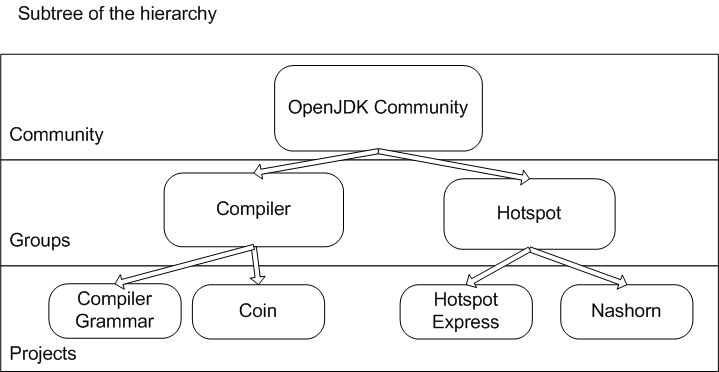 Subtree of the hierarchy
OpenJDK Community
Community
Compiler
Hotspot
Groups
Compiler
Grammar
Coin
Hotspot
Express
Nashorn
Projects